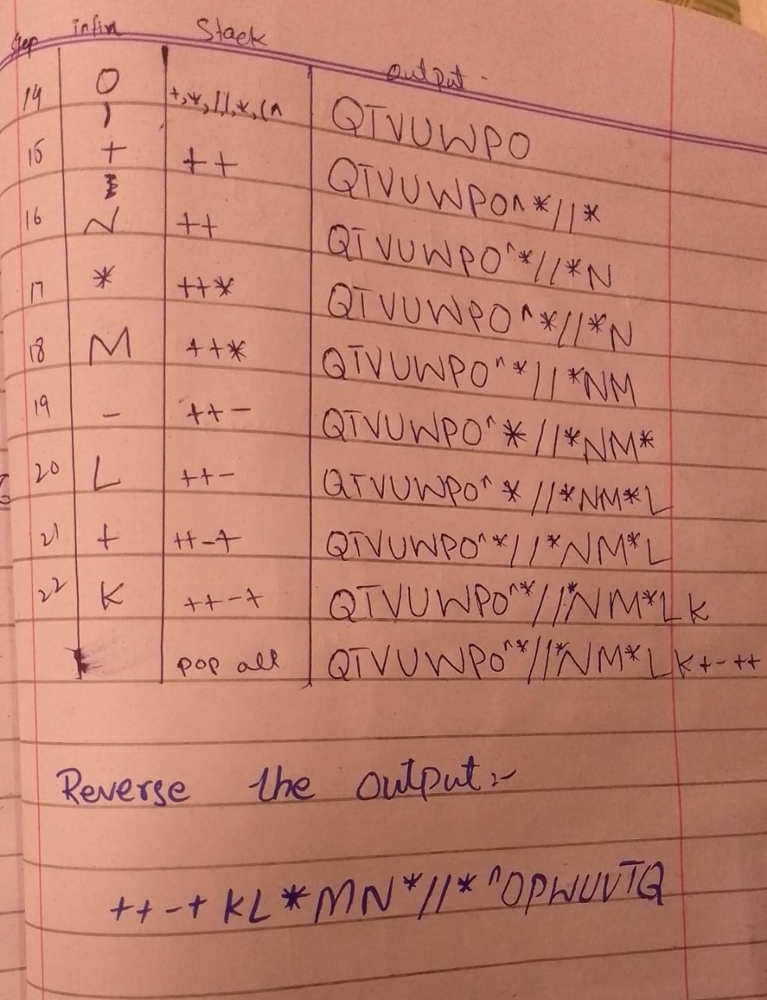 Step infix Stack output -
14 O +,*,//,*,(^ QTVUWPO
)
15 + ++ QTVUWPO^*//*
16 N ++ QTVUWPO^*//*N
17 * ++* QTVUWPO^*//*N
18 M ++* QTVUWPO^*//*NM
19 - ++- QTVUWPO^*//*NM*
20 L ++- QTVUWPO^*//*NM*L
21 + ++-+ QTVUWPO^*//*NM*L
22 K ++-+ QTVUWPO^*//*NM*LK
pop all QTVUWPO^*//*NM*LK+-++
Reverse the output:-
++-+KL*MN*//*^OPWUVTQ